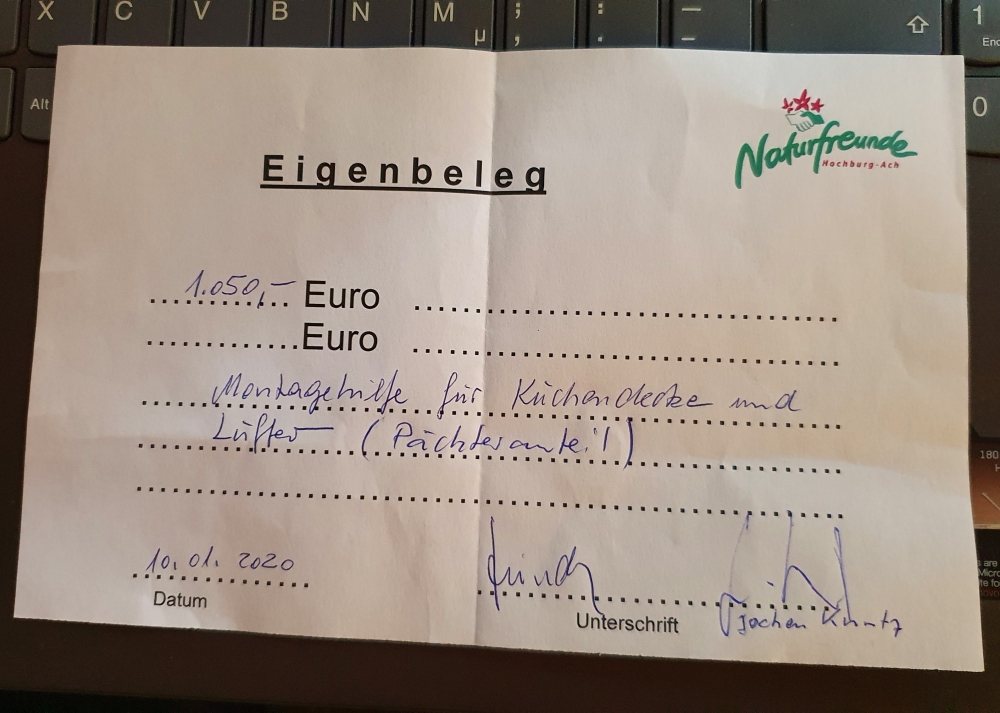 X C V B N M ; : _ 1
µ , . - End
Alt
0
Naturfreunde
Hochburg-Ach
Eigenbeleg
1.050,- Euro
Euro
Montagehilfe für Küchendecke und
Lüfter (Pächteranteil)
180
10.01.2020
Datum
Unterschrift
Jochen Kuntz